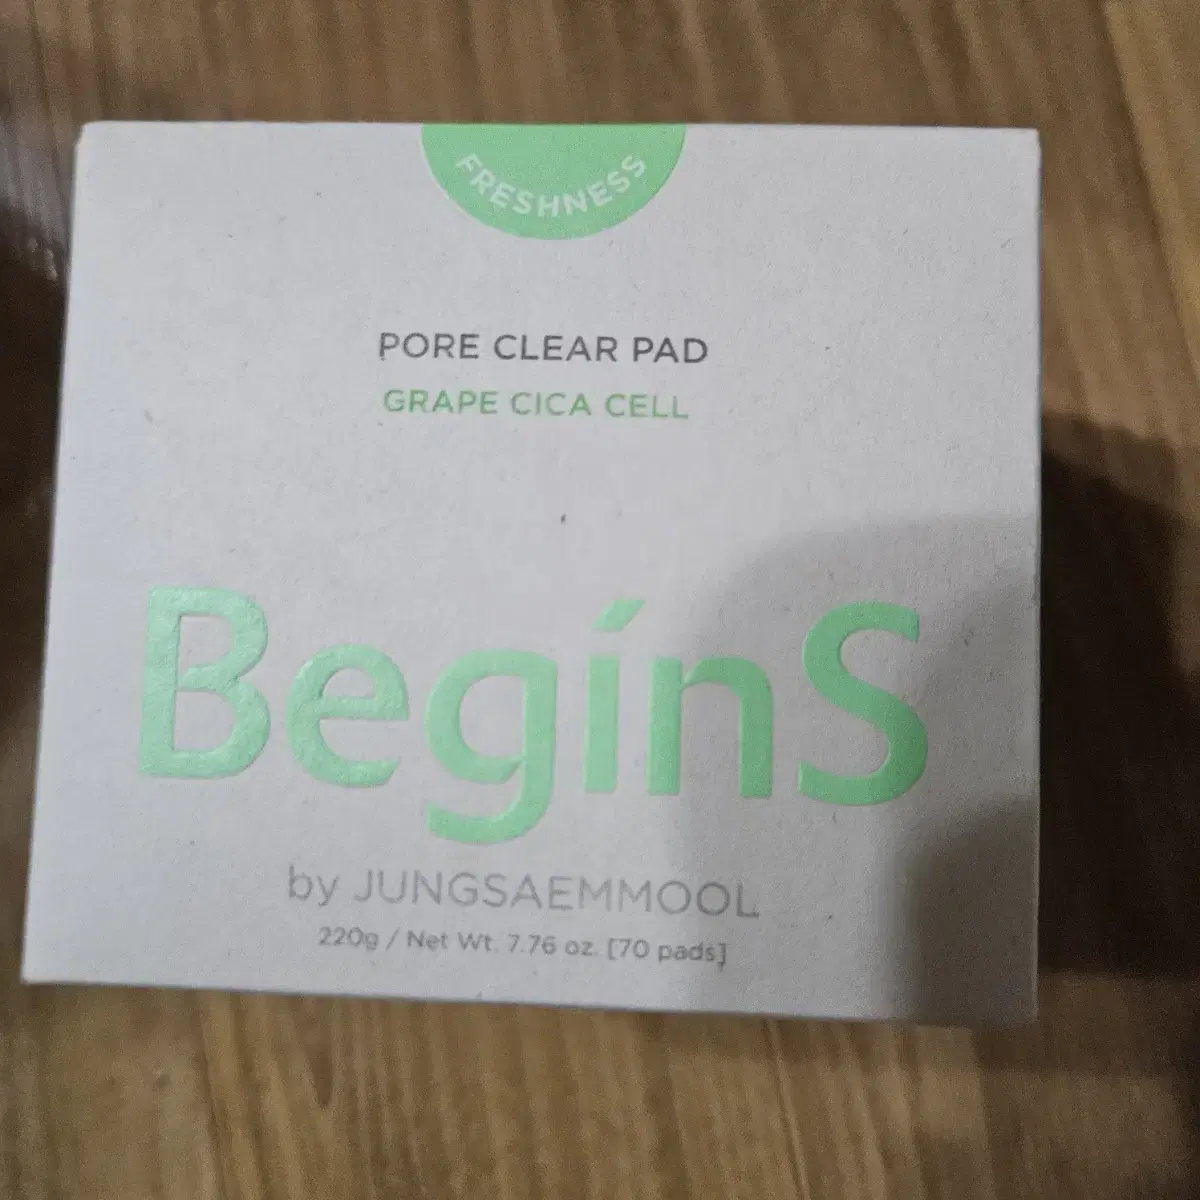 FRESHNESS
PORE CLEAR PAD
GRAPE CICA CELL
BeginS
by JUNGSAEMMOOL
220g / Net Wt. 7.76 oz. [70 pads]